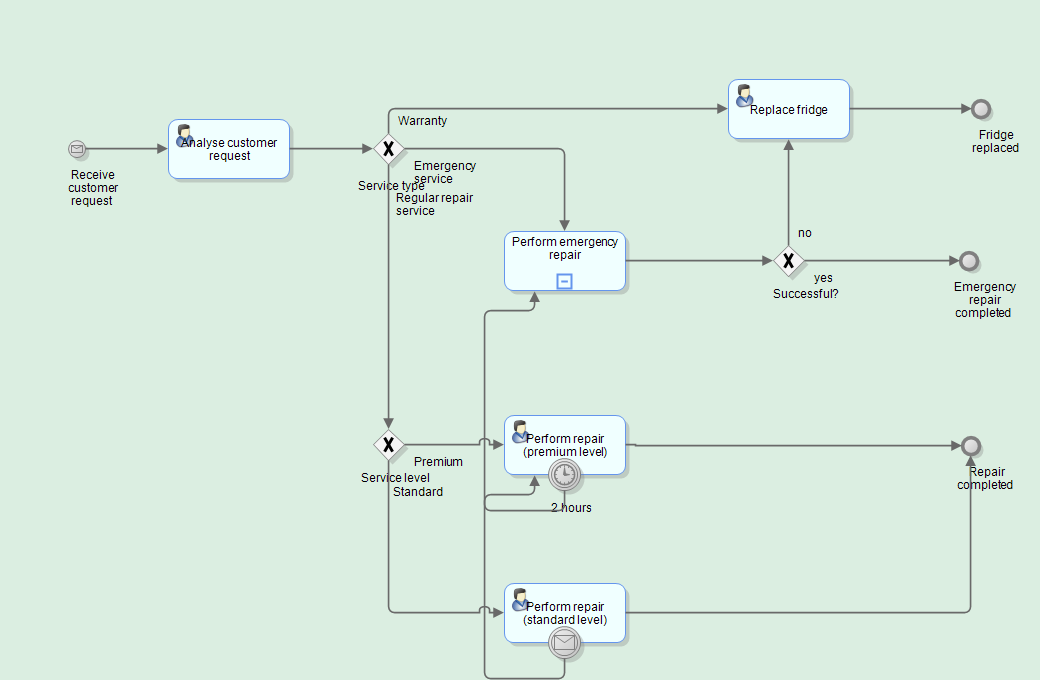 Receive
customer
request
Analyse customer
request
Warranty
Emergency
service
Service type
Regular repair
service
Replace fridge
Fridge
replaced
Perform emergency
repair
no
yes
Successful?
Emergency
repair
completed
Premium
Service level
Standard
Perform repair
(premium level)
2 hours
Repair
completed
Perform repair
(standard level)